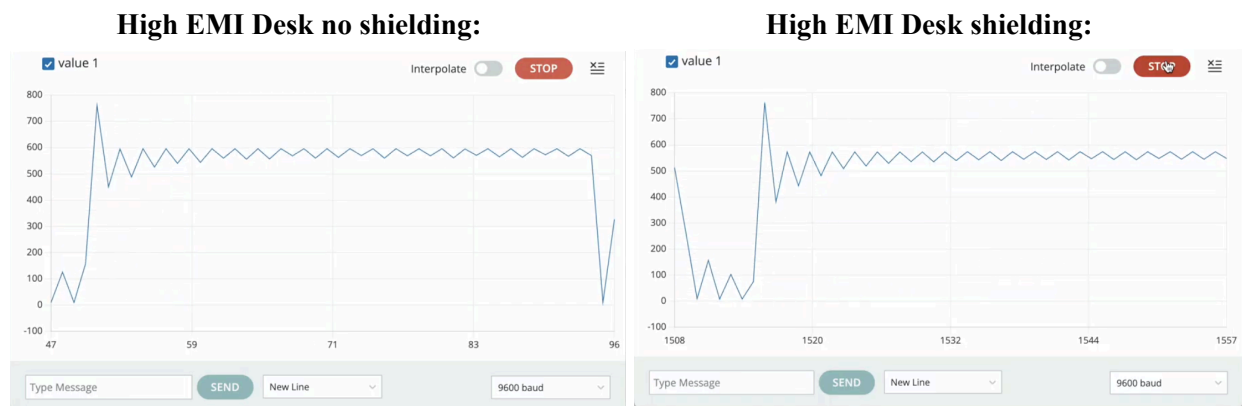 High EMI Desk no shielding:
value 1
Interpolate
STOP
800
700
600
500
400
300
200
100
0
-100
47
59
71
83
96
Type Message
SEND
New Line
9600 baud
High EMI Desk shielding:
value 1
Interpolate
STOP
800
700
600
500
400
300
200
100
0
-100
1508
1520
1532
1544
1557
Type Message
SEND
New Line
9600 baud